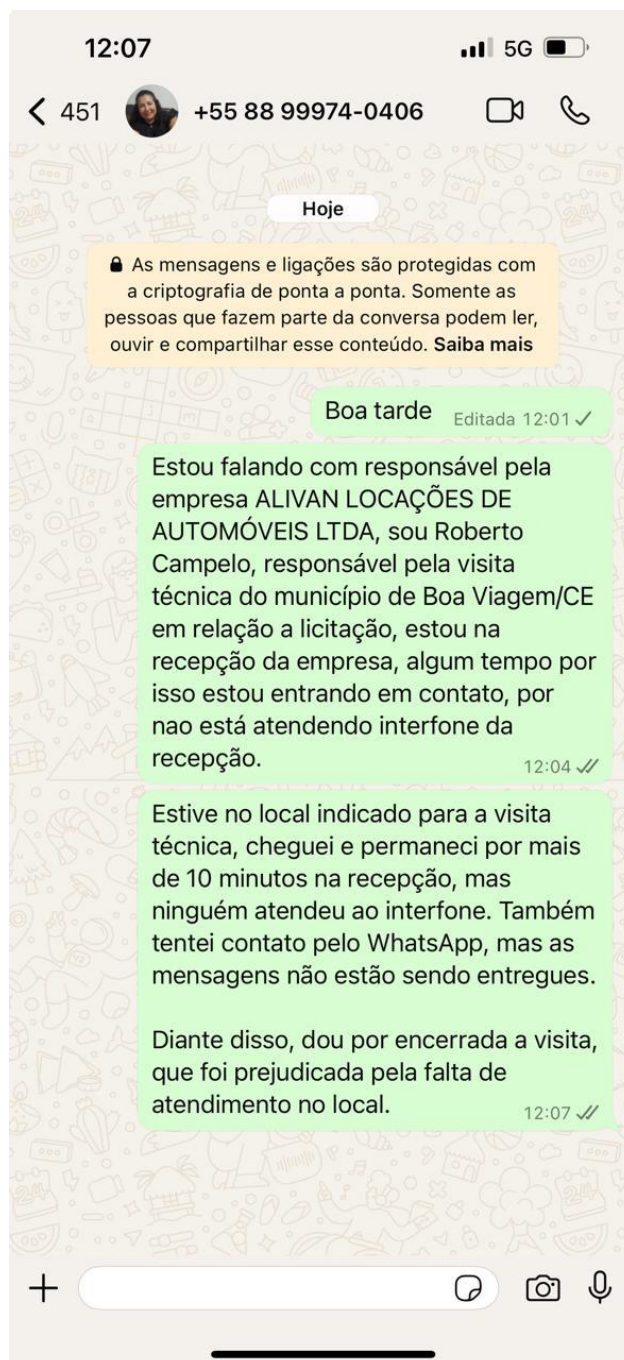 12:07
5G
451
+55 88 99974-0406
Hoje
As mensagens e ligações são protegidas com
a criptografia de ponta a ponta. Somente as
pessoas que fazem parte da conversa podem ler,
ouvir e compartilhar esse conteúdo. Saiba mais
Boa tarde Editada 12:01
Estou falando com responsável pela
empresa ALIVAN LOCAÇÕES DE
AUTOMÓVEIS LTDA, sou Roberto
Campelo, responsável pela visita
técnica do município de Boa Viagem/CE
em relação a licitação, estou na
recepção da empresa, algum tempo por
isso estou entrando em contato, por
nao está atendendo interfone da
recepção. 12:04
Estive no local indicado para a visita
técnica, cheguei e permaneci por mais
de 10 minutos na recepção, mas
ninguém atendeu ao interfone. Também
tentei contato pelo WhatsApp, mas as
mensagens não estão sendo entregues.
Diante disso, dou por encerrada a visita,
que foi prejudicada pela falta de
atendimento no local. 12:07